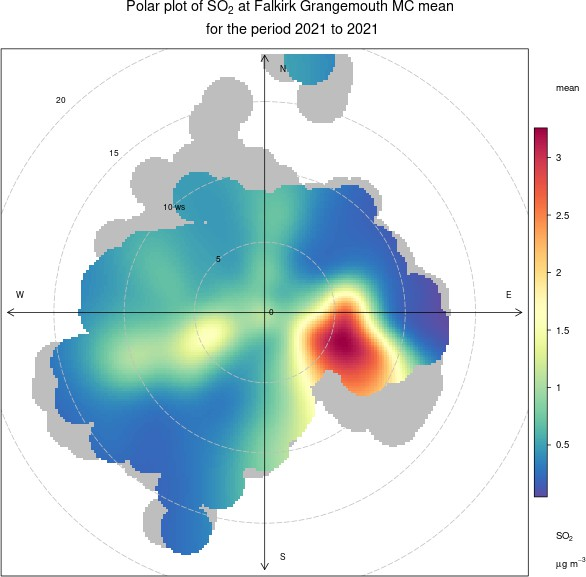 Polar plot of SO₂ at Falkirk Grangemouth MC mean
for the period 2021 to 2021
N
mean
20
15
3
10 ws
2.5
5
2
W
0
E
1.5
1
0.5
SO₂
S
μg m⁻³